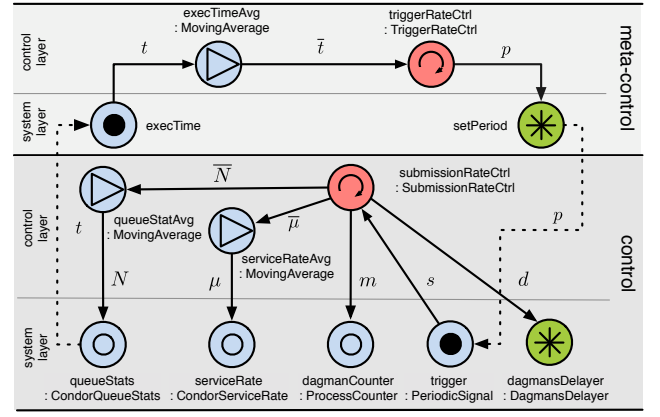 execTimeAvg
: MovingAverage
triggerRateCtrl
: TriggerRateCtrl
control
layer
t
t̅
p
meta-control
system
layer
execTime
setPeriod
N̅
submissionRateCtrl
: SubmissionRateCtrl
control
layer
t
queueStatAvg
: MovingAverage
μ̅
p
serviceRateAvg
: MovingAverage
control
N
μ
m
s
d
system
layer
queueStats
: CondorQueueStats
serviceRate
: CondorServiceRate
dagmanCounter
: ProcessCounter
trigger
: PeriodicSignal
dagmansDelayer
: DagmansDelayer